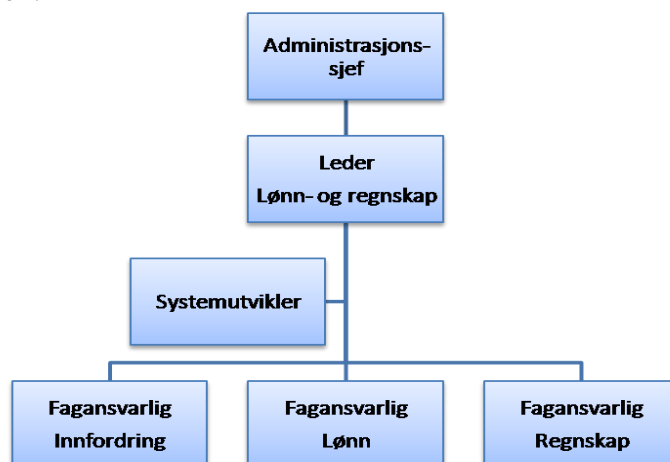 Administrasjons-
sjef
Leder
Lønn- og regnskap
Systemutvikler
Fagansvarlig
Innfordring
Fagansvarlig
Lønn
Fagansvarlig
Regnskap